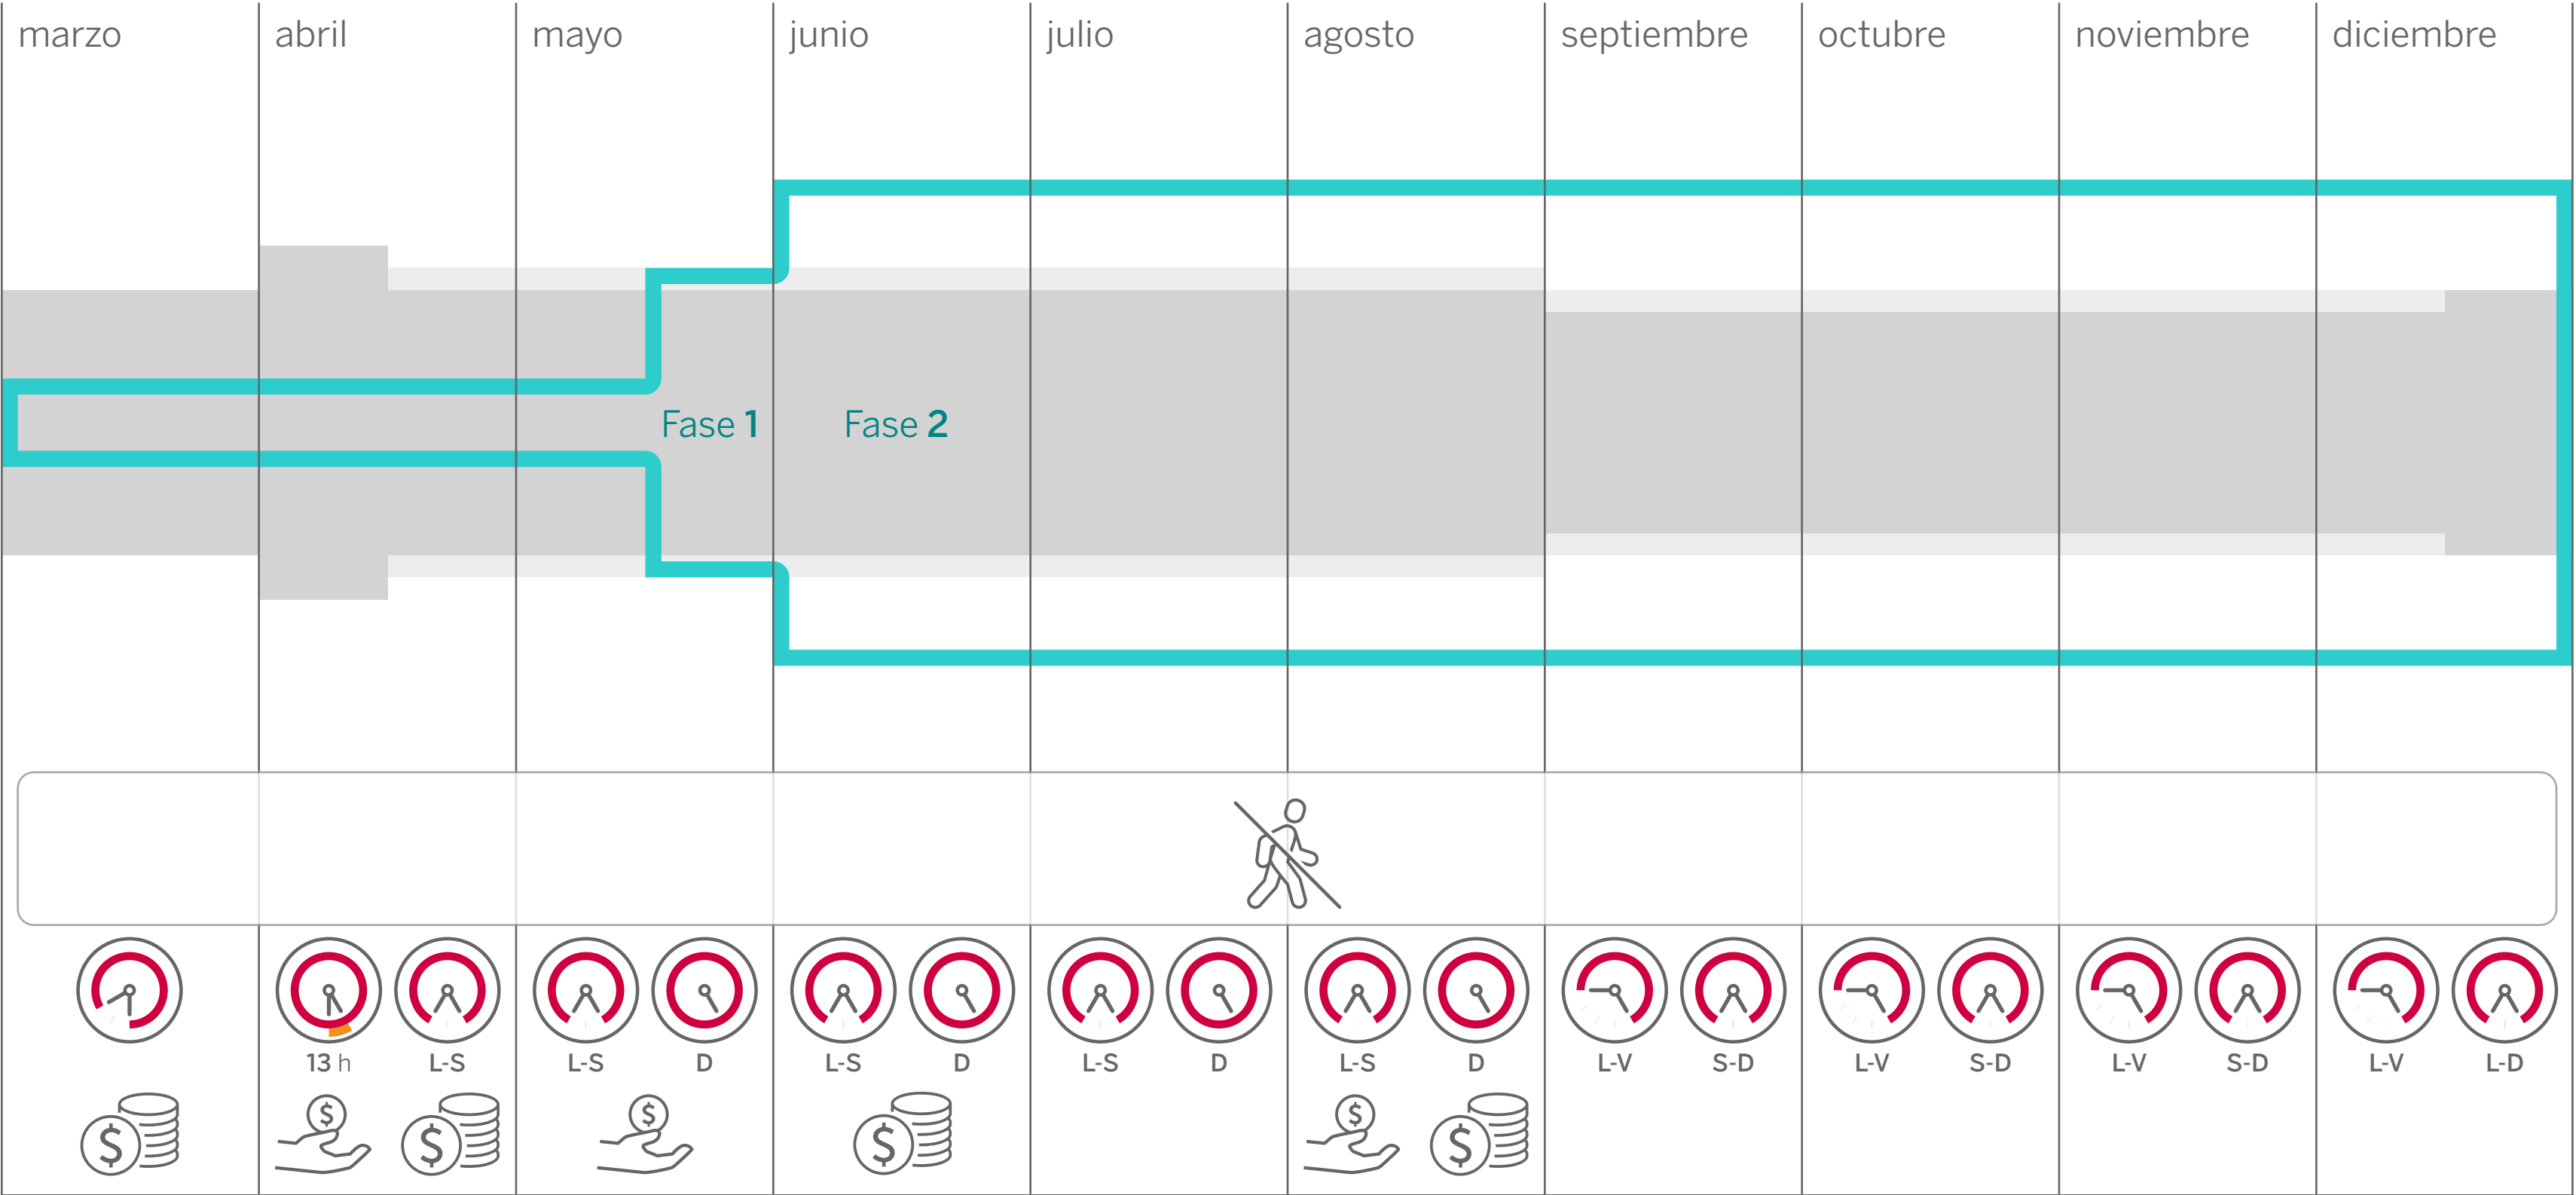 marzo abril mayo junio julio agosto septiembre octubre noviembre diciembre
Fase 1 Fase 2
13 h L-S L-S D L-S D L-S D L-S D L-V S-D L-V S-D L-V S-D L-V L-D
$ $ $ $ $ $ $